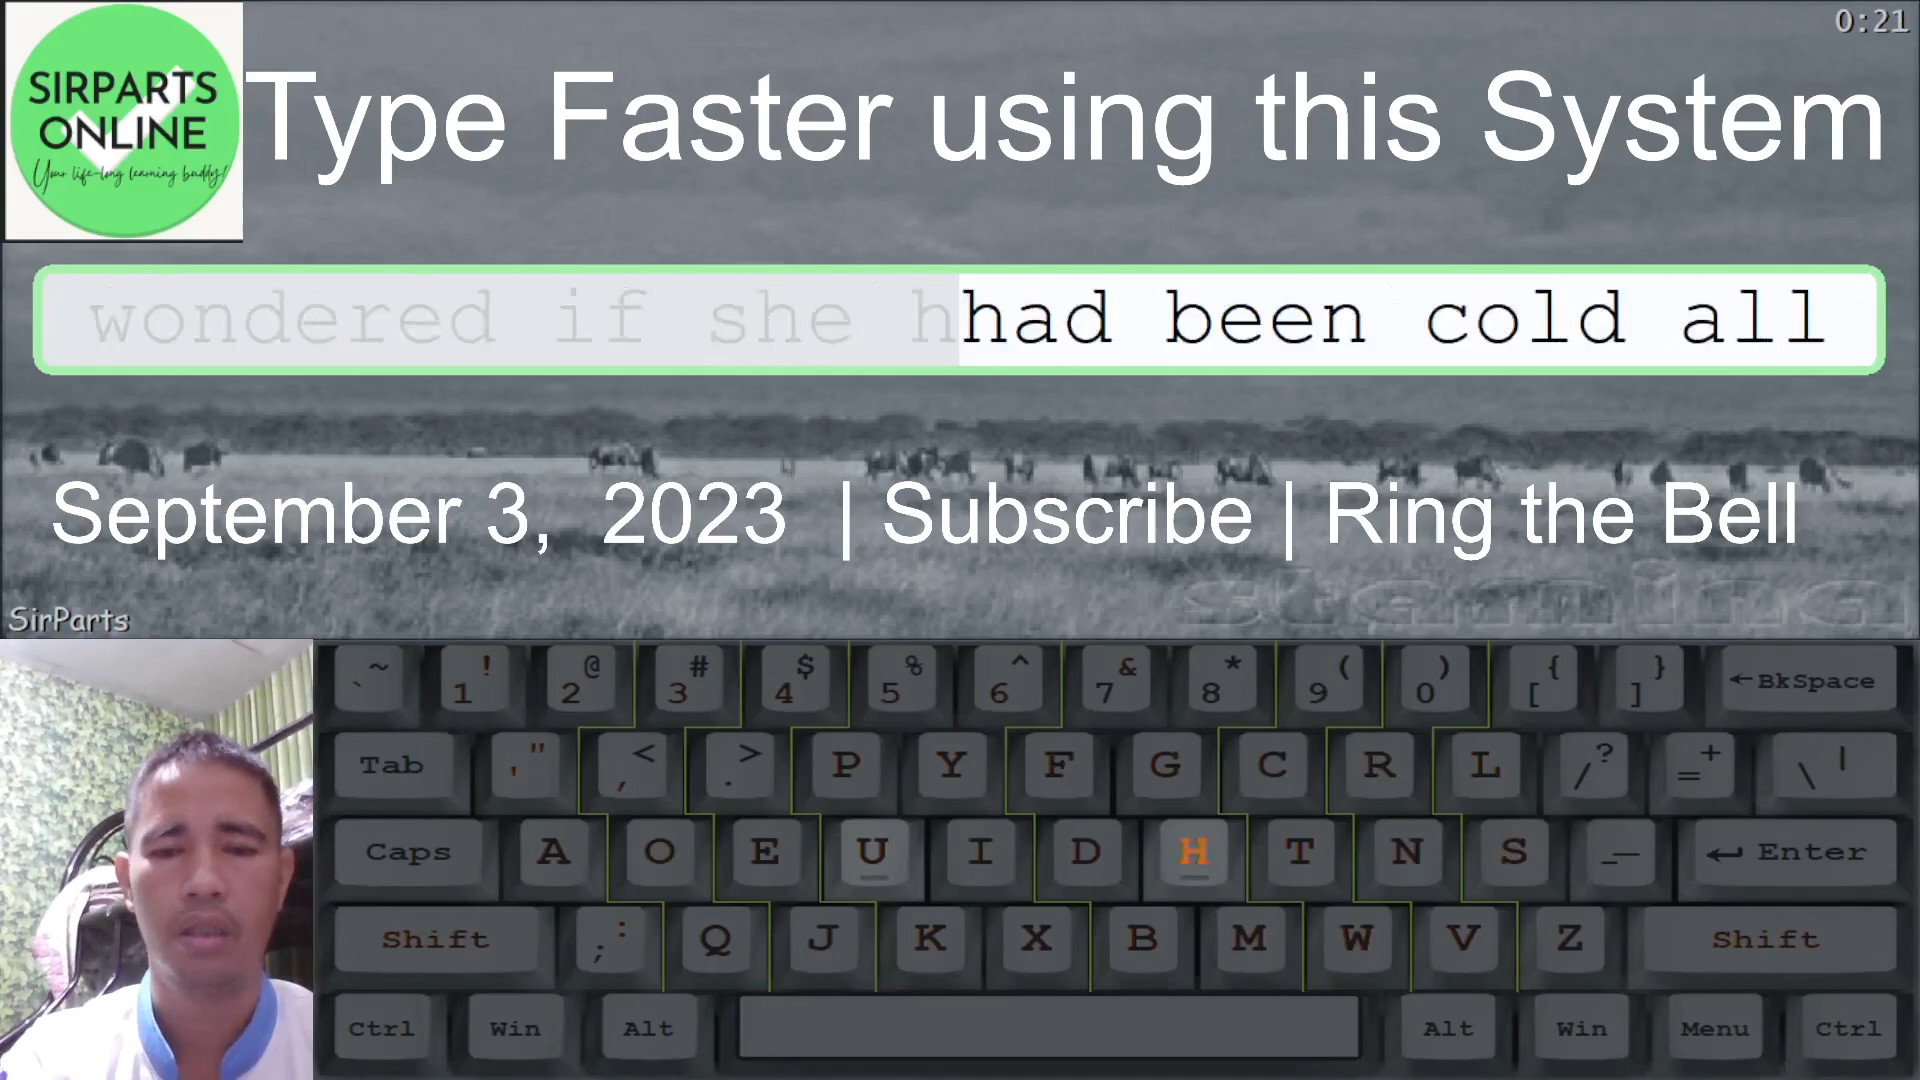 0:21
SIRPARTS
ONLINE
Your life-long learning buddy!
Type Faster using this System
wondered if she hhad been cold all
September 3, 2023 | Subscribe | Ring the Bell
stamina
SirParts
~ ` ! 1 @ 2 # 3 $ 4 % 5 ^ 6 & 7 * 8 ( 9 ) 0 { [ } ] ←BkSpace
Tab " ' < , > . P Y F G C R L ? / + = | \
Caps A O E U I D H T N S _ - ↵ Enter
Shift : ; Q J K X B M W V Z Shift
Ctrl Win Alt Alt Win Menu Ctrl